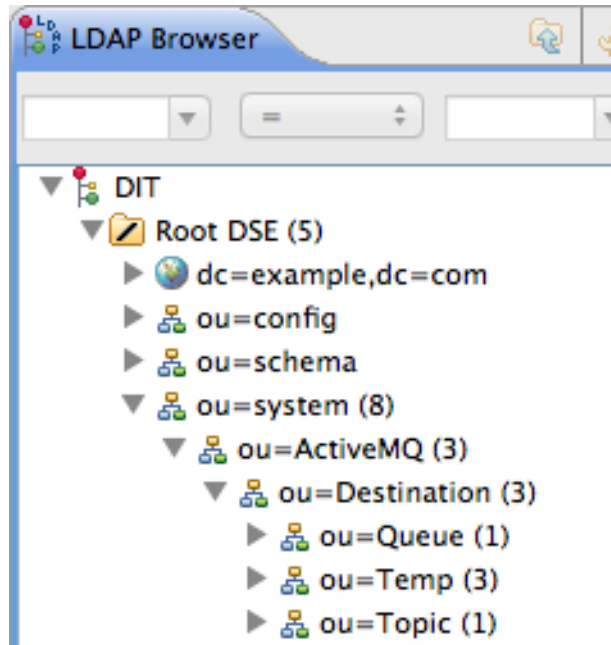 LDAP Browser
=
DIT
Root DSE (5)
dc=example,dc=com
ou=config
ou=schema
ou=system (8)
ou=ActiveMQ (3)
ou=Destination (3)
ou=Queue (1)
ou=Temp (3)
ou=Topic (1)